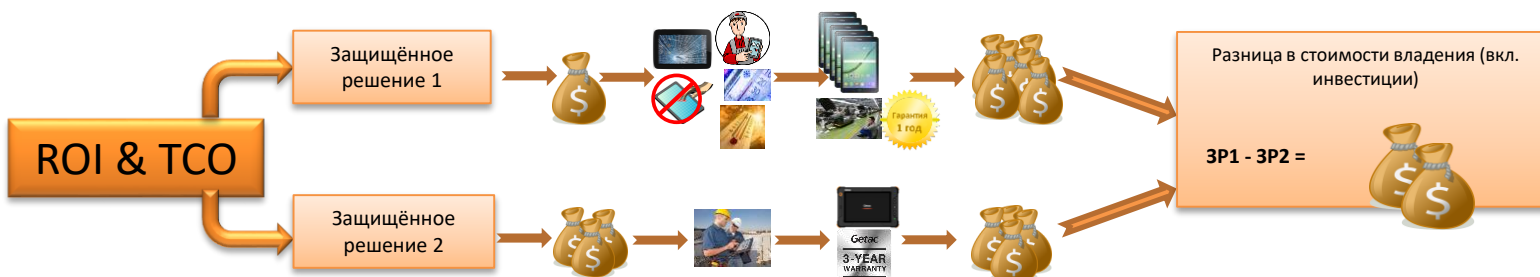 ROI & TCO
Защищённое
решение 1
Гарантия
1 год
Защищённое
решение 2
Getac
3-YEAR
WARRANTY
Разница в стоимости владения (вкл.
инвестиции)
ЗР1 - ЗР2 =